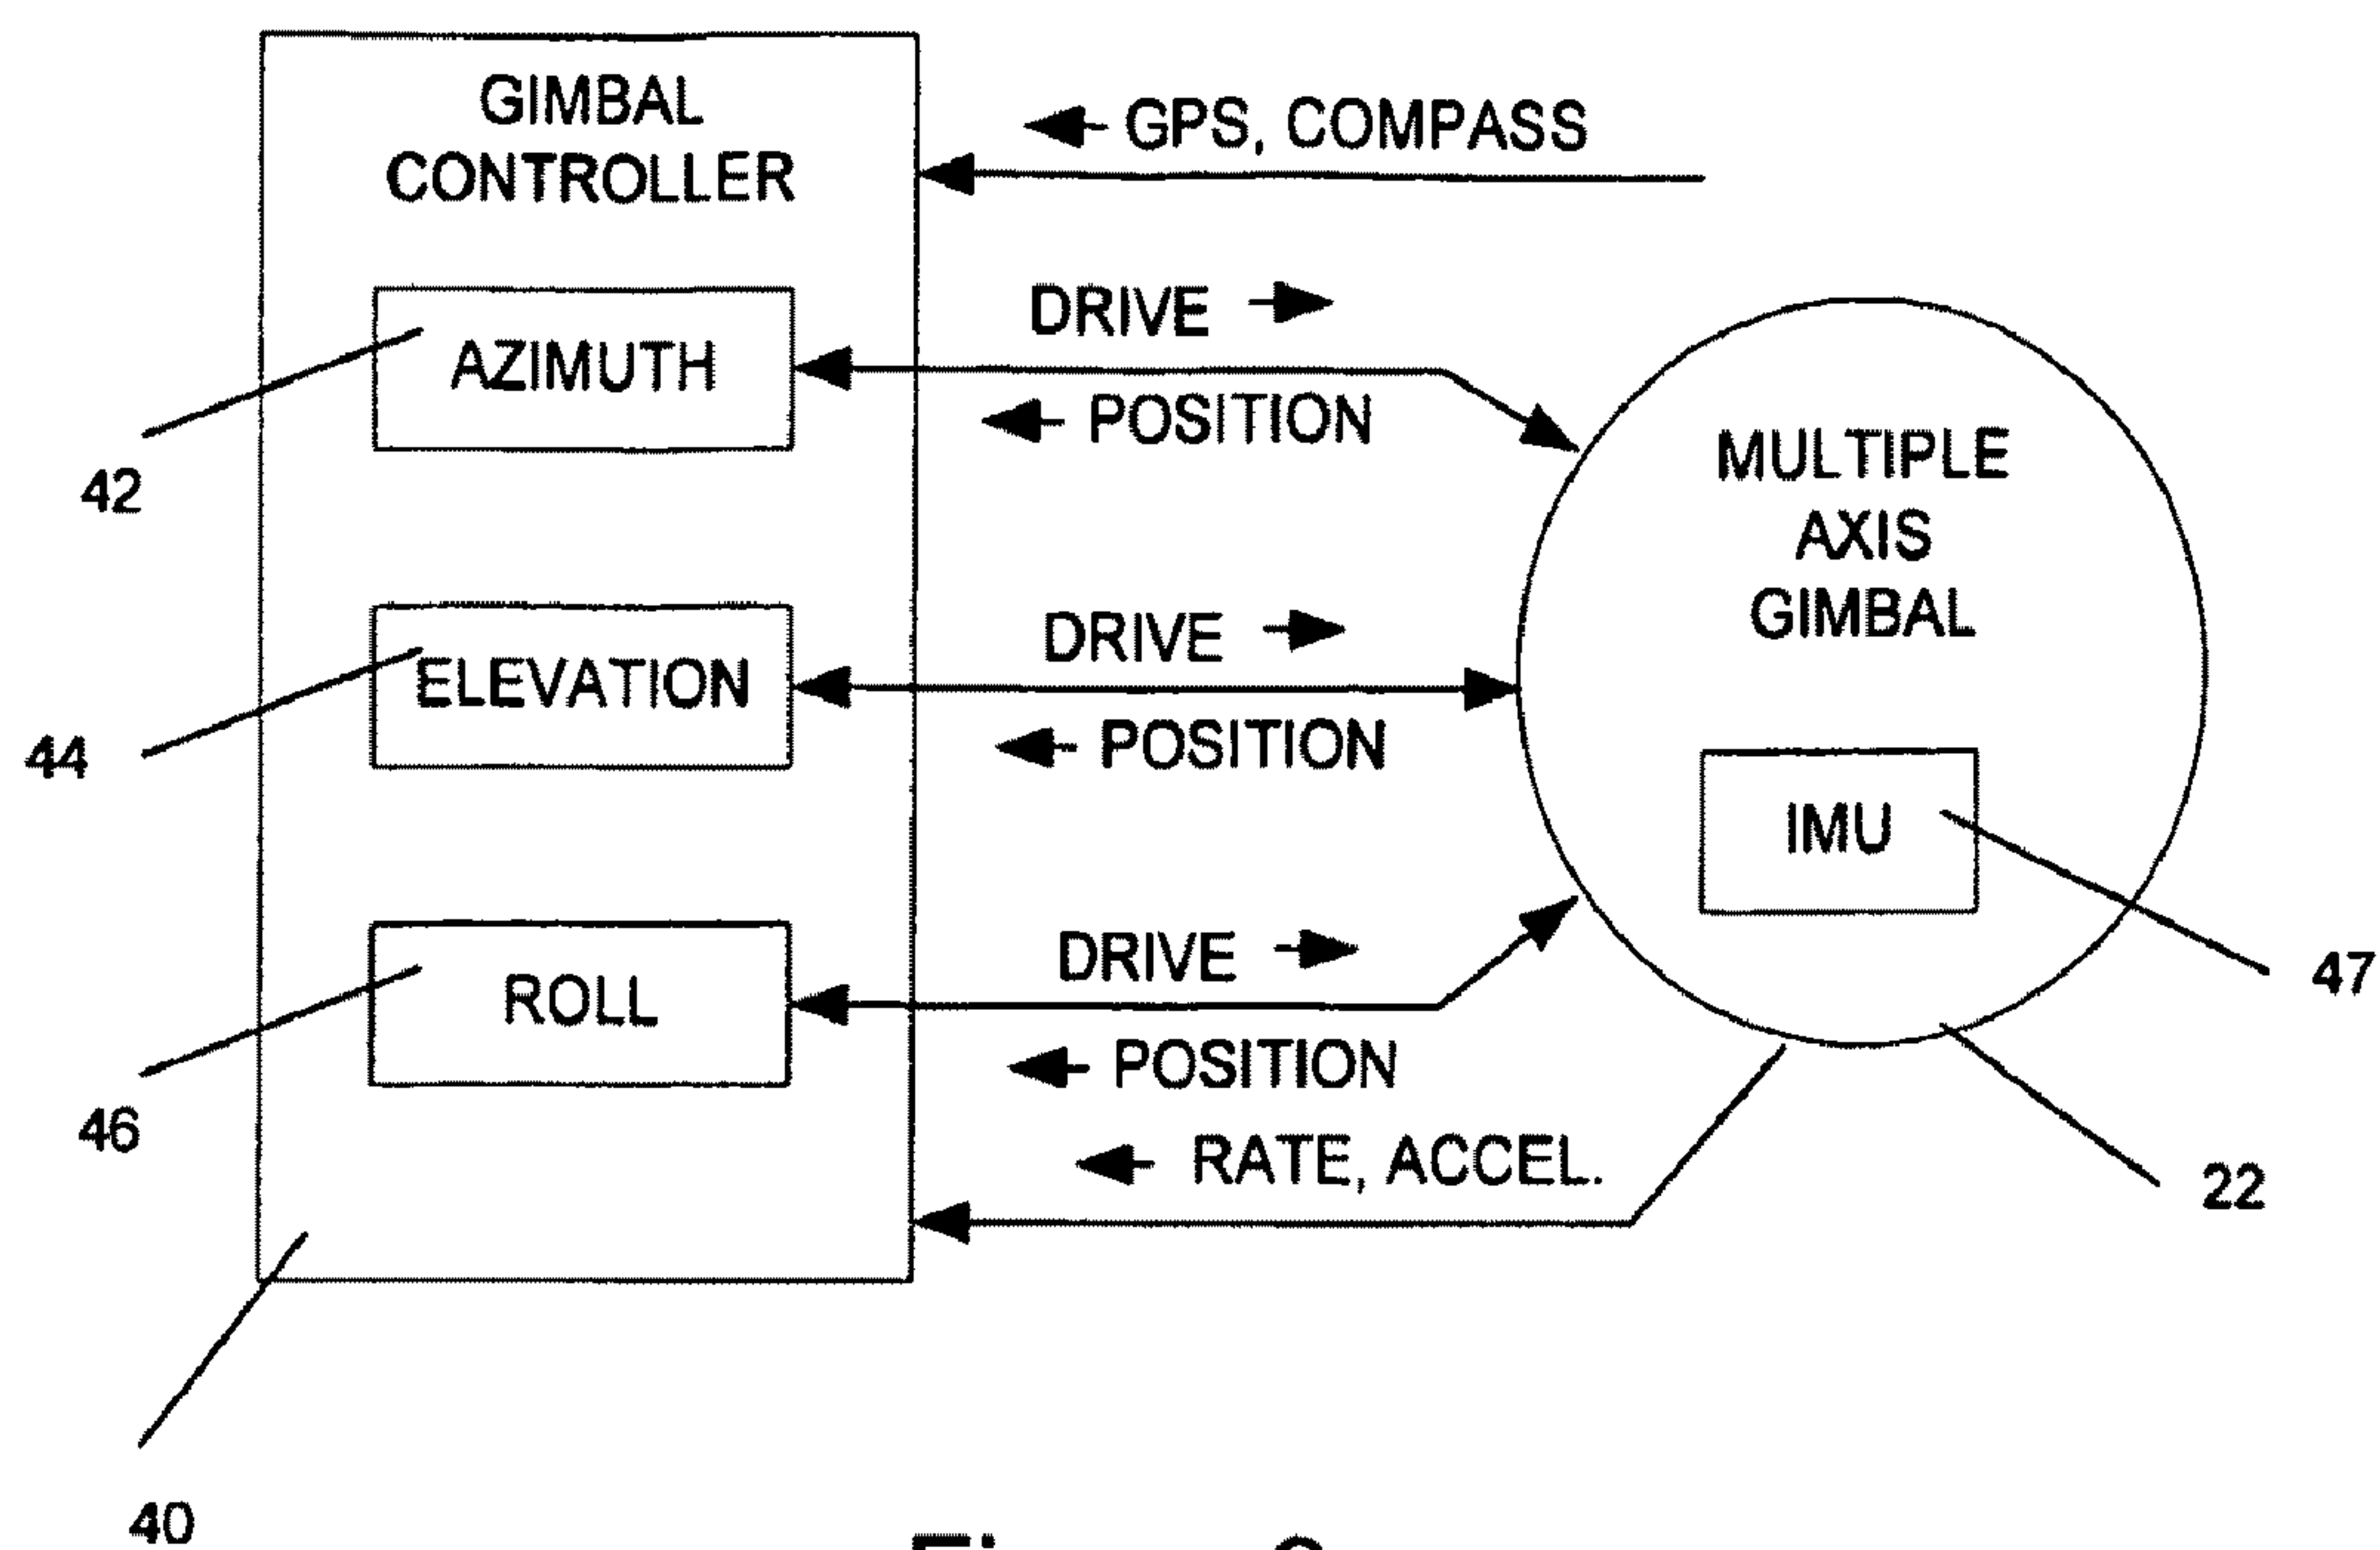 GIMBAL
CONTROLLER
GPS, COMPASS
DRIVE
AZIMUTH
POSITION
42
MULTIPLE
AXIS
GIMBAL
DRIVE
ELEVATION
POSITION
44
IMU
DRIVE
ROLL
47
POSITION
46
RATE, ACCEL.
22
40